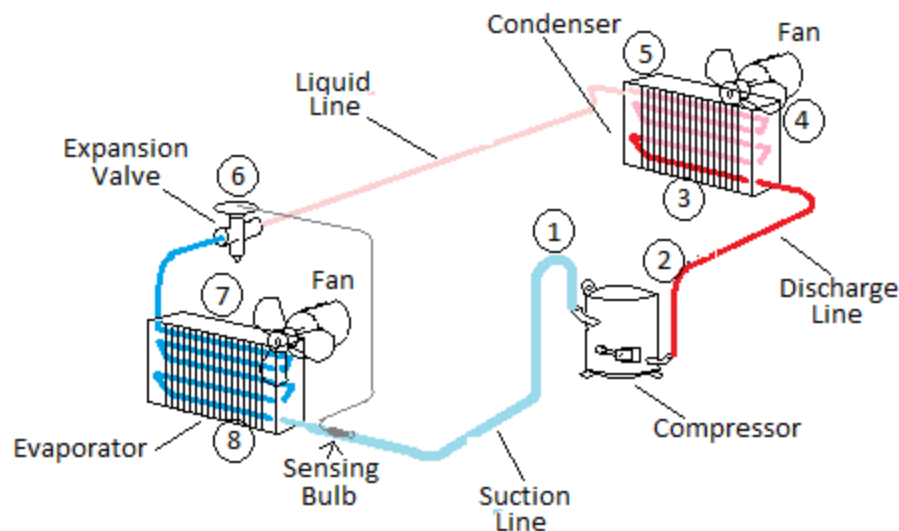 Condenser
Fan
5
Liquid
Line
4
Expansion
Valve
6
3
1
2
Discharge
Line
7
Fan
Compressor
Evaporator
8
Sensing
Bulb
Suction
Line